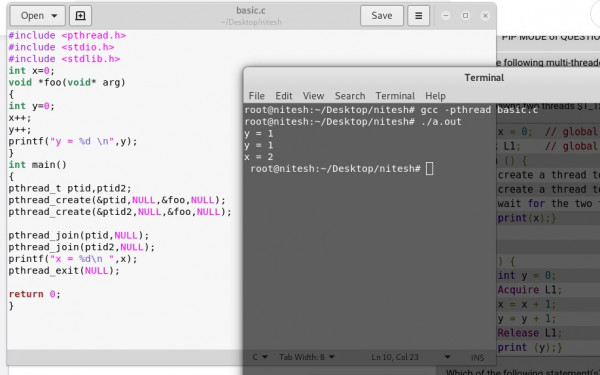 Open
basic.c
~/Desktop/nitesh
Save
#include <pthread.h>
#include <stdio.h>
#include <stdlib.h>
int x=0;
void *foo(void* arg)
{
int y=0;
x++;
y++;
printf("y = %d \n",y);
}
int main()
{
pthread_t ptid,ptid2;
pthread_create(&ptid,NULL,&foo,NULL);
pthread_create(&ptid2,NULL,&foo,NULL);
pthread_join(ptid,NULL);
pthread_join(ptid2,NULL);
printf("x = %d\n ",x);
pthread_exit(NULL);
return 0;
}
Terminal
File Edit View Search Terminal Help
root@nitesh:~/Desktop/nitesh# gcc -pthread basic.c
root@nitesh:~/Desktop/nitesh# ./a.out
y = 1
y = 1
x = 2
root@nitesh:~/Desktop/nitesh#
C Tab Width: 8 Ln 10, Col 23 INS
MODE of QUESTIO
e following multi-thread
two threads $T_1
x = 0; // global
L1; // global
() {
create a thread to
create a thread to
wait for the two t
print(x);}
) {
int y = 0;
Acquire L1;
x = x + 1;
y = y + 1;
Release L1;
print (y);}
Which of the following statement(s)